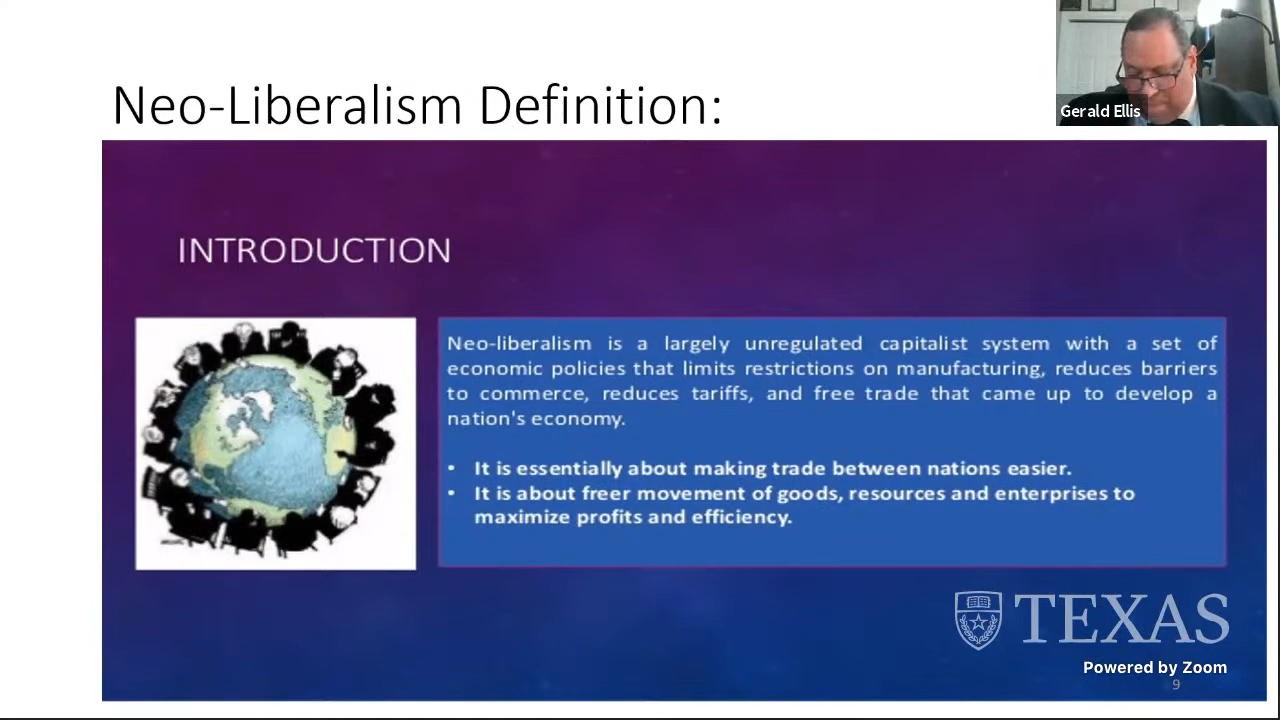 Neo-Liberalism Definition:
Gerald Ellis
INTRODUCTION
Neo-liberalism is a largely unregulated capitalist system with a set of
economic policies that limits restrictions on manufacturing, reduces barriers
to commerce, reduces tariffs, and free trade that came up to develop a
nation's economy.
• It is essentially about making trade between nations easier.
• It is about freer movement of goods, resources and enterprises to
maximize profits and efficiency.
TEXAS
Powered by Zoom
9